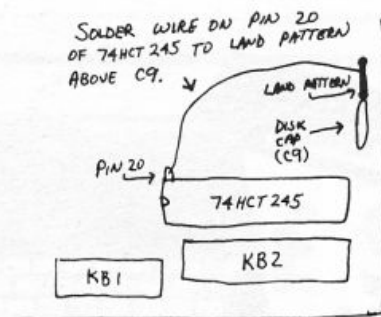 SOLDER WIRE ON PIN 20
OF 74HCT245 TO LAND PATTERN
ABOVE C9.
LAND PATTERN
DISK
CAP
(C9)
PIN 20
74HCT245
KB1
KB2